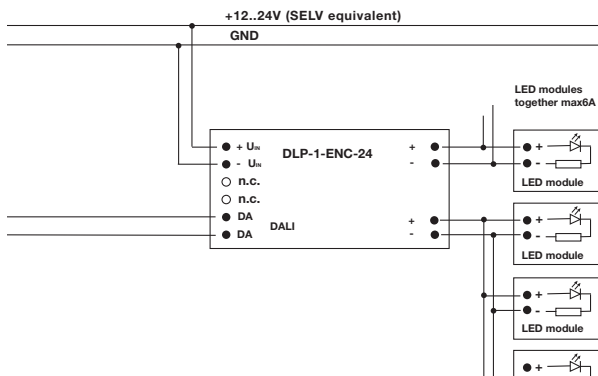 +12..24V (SELV equivalent)
GND
LED modules
together max6A
+ UIN
- UIN
n.c.
n.c.
DA
DA
DLP-1-ENC-24
DALI
+
-
+
-
+
-
LED module
+
-
LED module
+
-
LED module
+